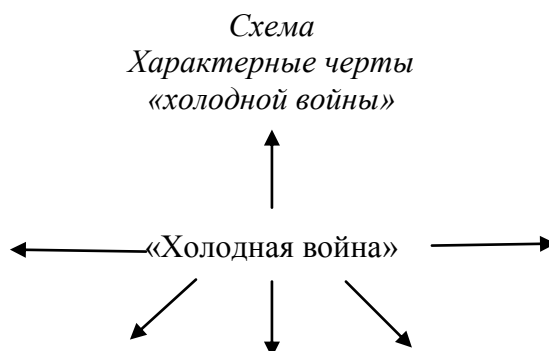 Схема
Характерные черты
«холодной войны»
«Холодная война»